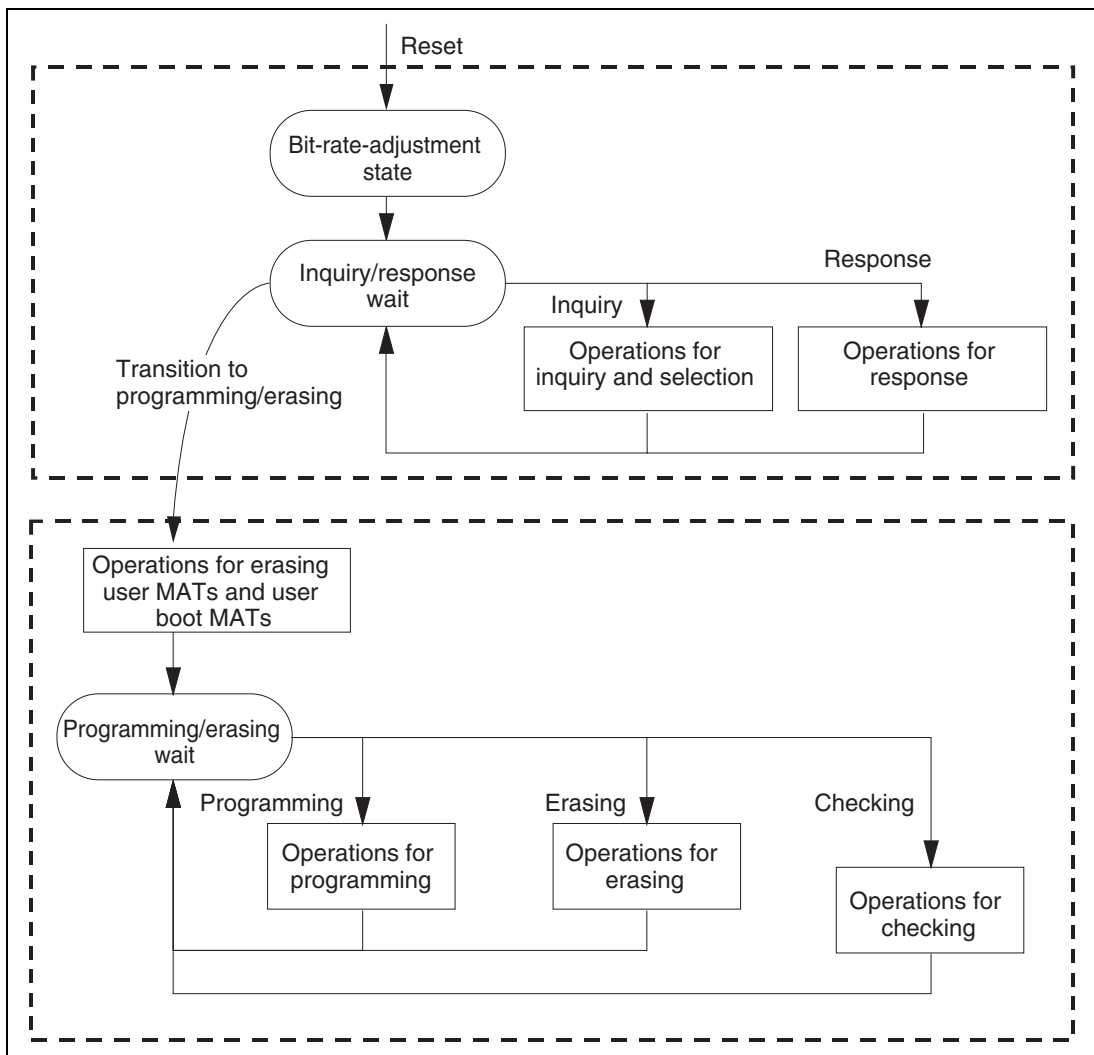 Reset
Bit-rate-adjustment
state
Inquiry/response
wait
Response
Inquiry
Operations for
inquiry and selection
Operations for
response
Transition to
programming/erasing
Operations for erasing
user MATs and user
boot MATs
Programming/erasing
wait
Programming
Erasing
Checking
Operations for
programming
Operations for
erasing
Operations for
checking